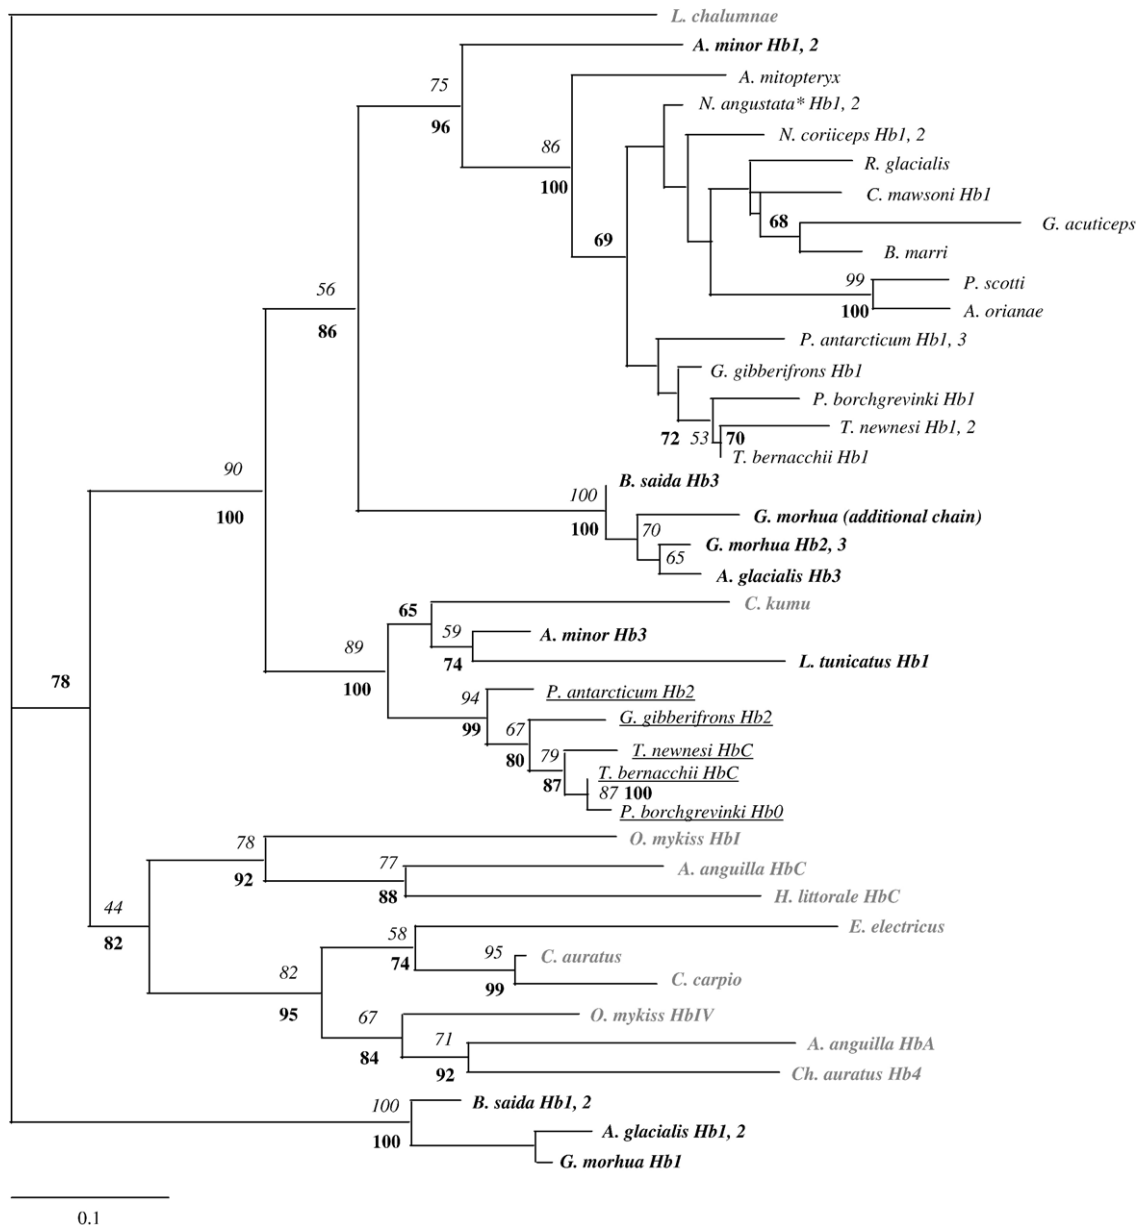 L. chalumnae
A. minor Hb1, 2
75
A. mitopteryx
N. angustata* Hb1, 2
96
N. coriiceps Hb1, 2
86
R. glacialis
100
C. mawsoni Hb1
68
G. acuticeps
69
B. marri
99
P. scotti
56
100
A. orianae
86
P. antarcticum Hb1, 3
G. gibberifrons Hb1
P. borchgrevinki Hb1
T. newnesi Hb1, 2
72 53 70
T. bernacchii Hb1
90
B. saida Hb3
100
100
G. morhua (additional chain)
70
G. morhua Hb2, 3
65
A. glacialis Hb3
100
C. kumu
65
59
A. minor Hb3
89
74
L. tunicatus Hb1
78
100
94
P. antarcticum Hb2
99
67
G. gibberifrons Hb2
80
79
T. newnesi HbC
T. bernacchii HbC
87
87 100
P. borchgrevinki Hb0
78
O. mykiss HbI
92
77
A. anguilla HbC
88
H. littorale HbC
44
82
58
E. electricus
74
95
C. auratus
82
99
C. carpio
95
67
O. mykiss HbIV
84
71
A. anguilla HbA
92
Ch. auratus Hb4
100
B. saida Hb1, 2
100
A. glacialis Hb1, 2
G. morhua Hb1
0.1